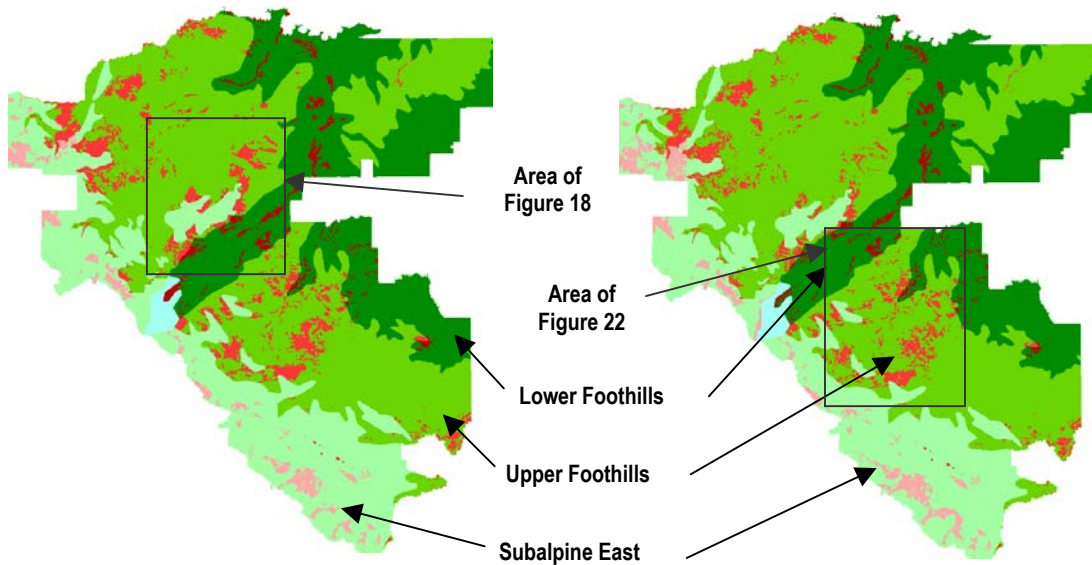 Area of
Figure 18
Area of
Figure 22
Lower Foothills
Upper Foothills
Subalpine East